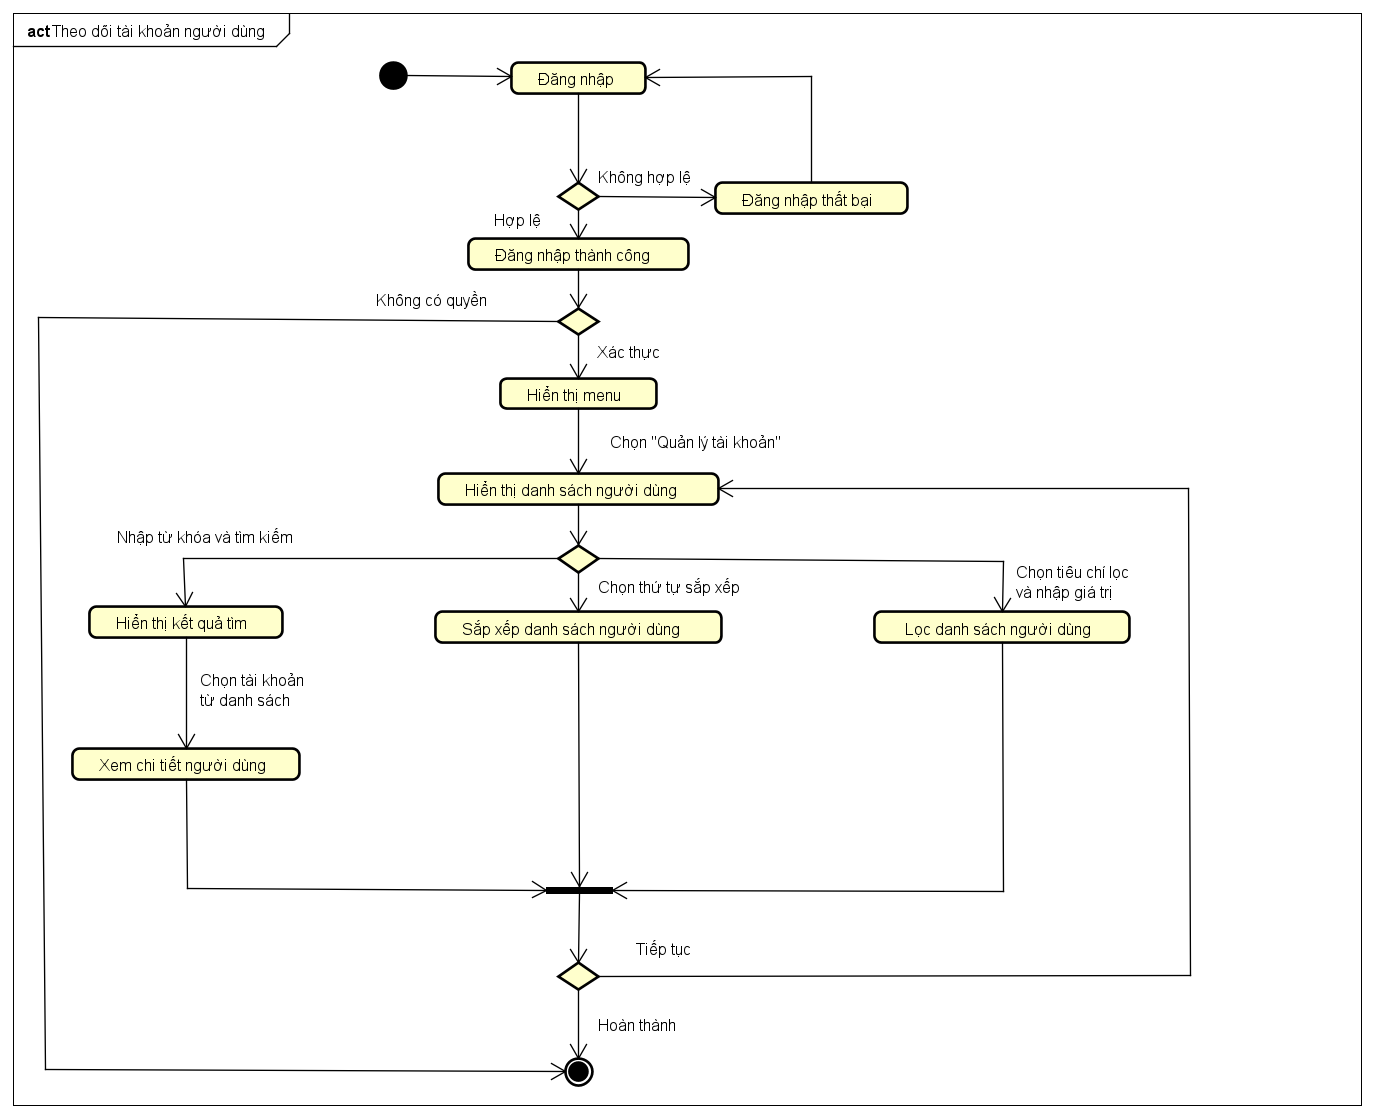 act Theo dõi tài khoản người dùng
Đăng nhập
Không hợp lệ
Đăng nhập thất bại
Hợp lệ
Đăng nhập thành công
Không có quyền
Xác thực
Hiển thị menu
Chọn "Quản lý tài khoản"
Hiển thị danh sách người dùng
Nhập từ khóa và tìm kiếm
Chọn thứ tự sắp xếp
Chọn tiêu chí lọc
và nhập giá trị
Hiển thị kết quả tìm
Sắp xếp danh sách người dùng
Lọc danh sách người dùng
Chọn tài khoản
từ danh sách
Xem chi tiết người dùng
Tiếp tục
Hoàn thành